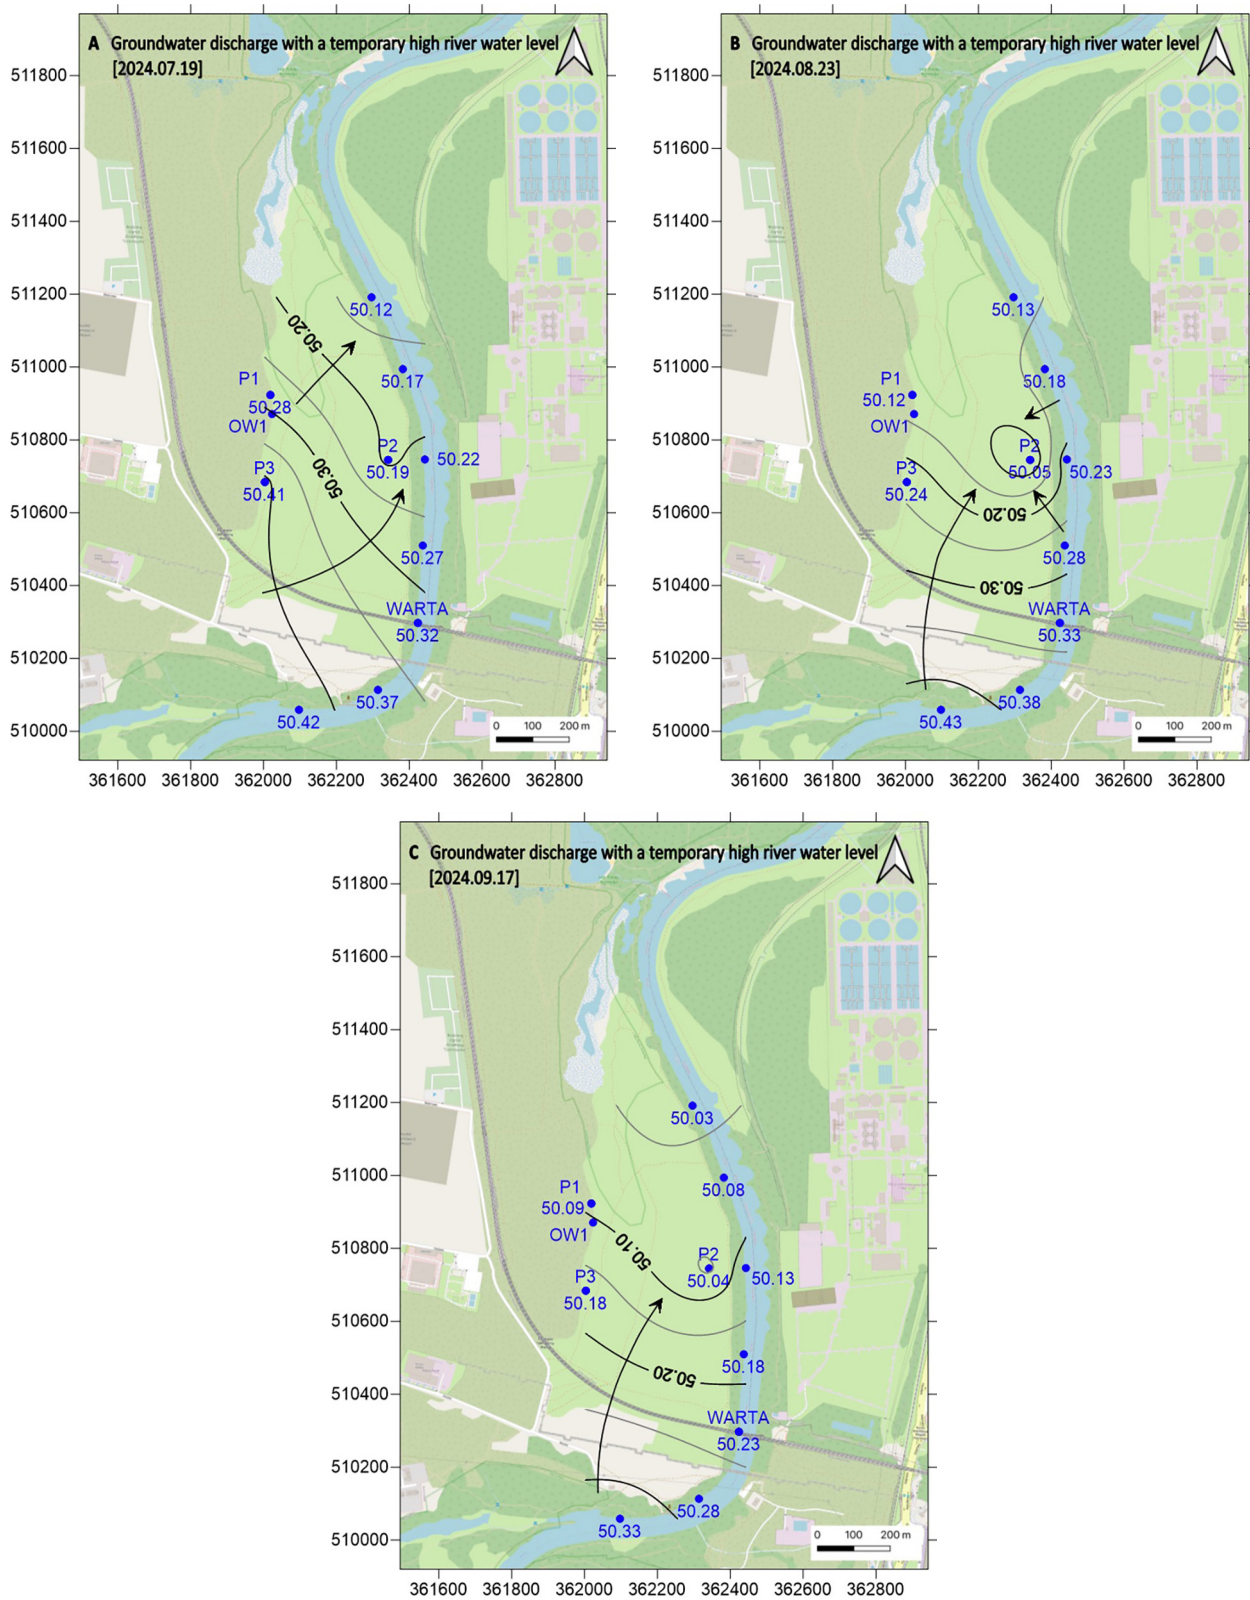 A Groundwater discharge with a temporary high river water level
[2024.07.19]
511800
511600
511400
511200
511000
510800
510600
510400
510200
510000
50.12
50.20
50.17
P1
50.28
OW1
P2
50.19
50.22
P3
50.41
50.30
50.27
WARTA
50.32
50.37
50.42
0 100 200 m
361600 361800 362000 362200 362400 362600 362800
B Groundwater discharge with a temporary high river water level
[2024.08.23]
511800
511600
511400
511200
511000
510800
510600
510400
510200
510000
50.13
50.18
P1
50.12
OW1
P2
50.05
50.23
P3
50.24
50.20
50.28
50.30
WARTA
50.33
50.38
50.43
0 100 200 m
361600 361800 362000 362200 362400 362600 362800
C Groundwater discharge with a temporary high river water level
[2024.09.17]
511800
511600
511400
511200
511000
510800
510600
510400
510200
510000
50.03
50.08
P1
50.09
OW1
50.10
P2
50.04
50.13
P3
50.18
50.18
50.20
WARTA
50.23
50.28
50.33
0 100 200 m
361600 361800 362000 362200 362400 362600 362800